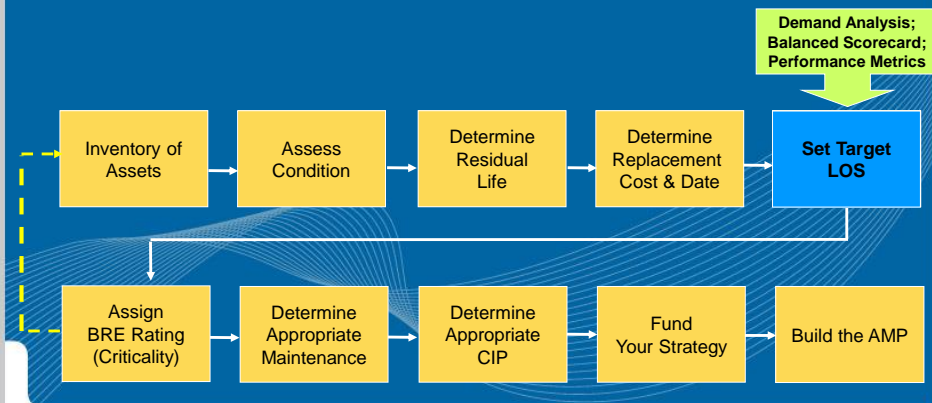 Demand Analysis;
Balanced Scorecard;
Performance Metrics
Inventory of
Assets
Assess
Condition
Determine
Residual
Life
Determine
Replacement
Cost & Date
Set Target
LOS
Assign
BRE Rating
(Criticality)
Determine
Appropriate
Maintenance
Determine
Appropriate
CIP
Fund
Your Strategy
Build the AMP